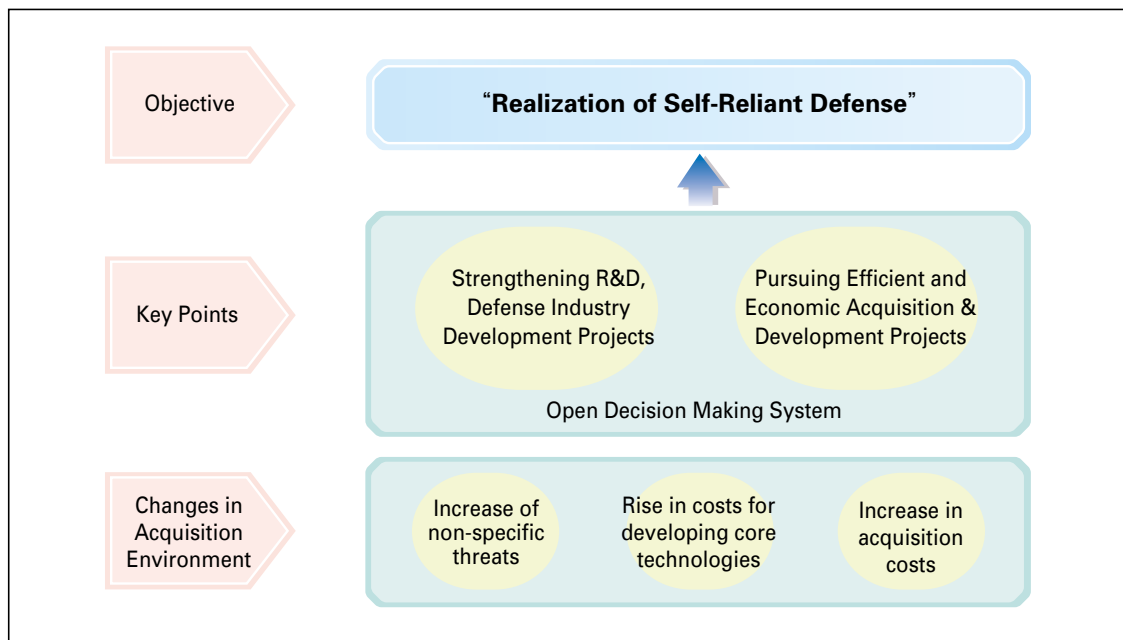 Objective
“Realization of Self-Reliant Defense”
Key Points
Strengthening R&D,
Defense Industry
Development Projects
Pursuing Efficient and
Economic Acquisition &
Development Projects
Open Decision Making System
Changes in
Acquisition
Environment
Increase of
non-specific
threats
Rise in costs for
developing core
technologies
Increase in
acquisition
costs